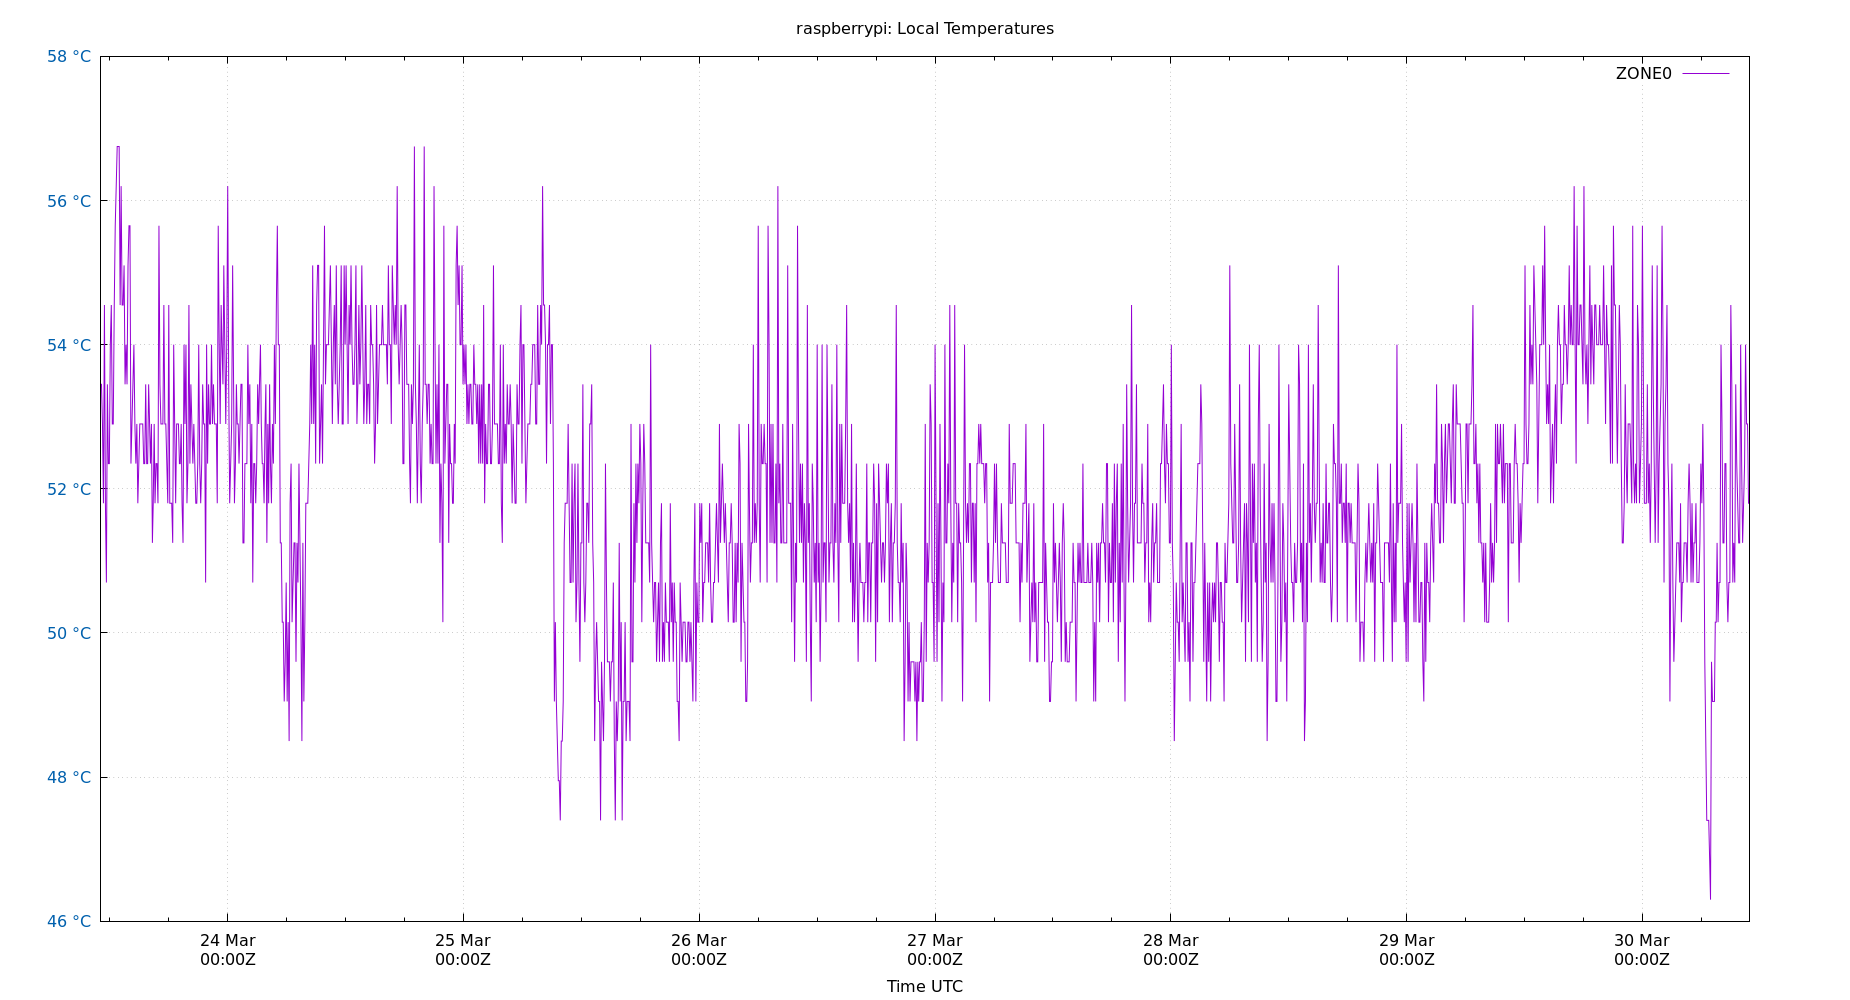 raspberrypi: Local Temperatures
58 °C
ZONE0
56 °C
54 °C
52 °C
50 °C
48 °C
46 °C
24 Mar 25 Mar 26 Mar 27 Mar 28 Mar 29 Mar 30 Mar
00:00Z 00:00Z 00:00Z 00:00Z 00:00Z 00:00Z 00:00Z
Time UTC